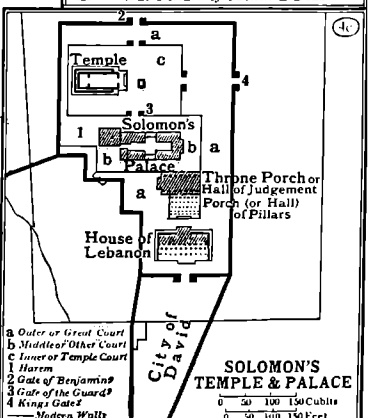 2
4c
a
c
Temple
4
3
Solomon's
1
b
b
a
Palace
a
Throne Porch or
Hall of Judgement
Porch (or Hall)
of Pillars
House of
Lebanon
City of
David
a Outer or Great Court
b Middle or Other Court
c Inner or Temple Court
1 Harem
2 Gate of Benjamin?
3 Gate of the Guard?
4 Kings Gate?
Modern Walls
SOLOMON'S
TEMPLE & PALACE
0 50 100 150 Cubits
0 50 100 150 Feet